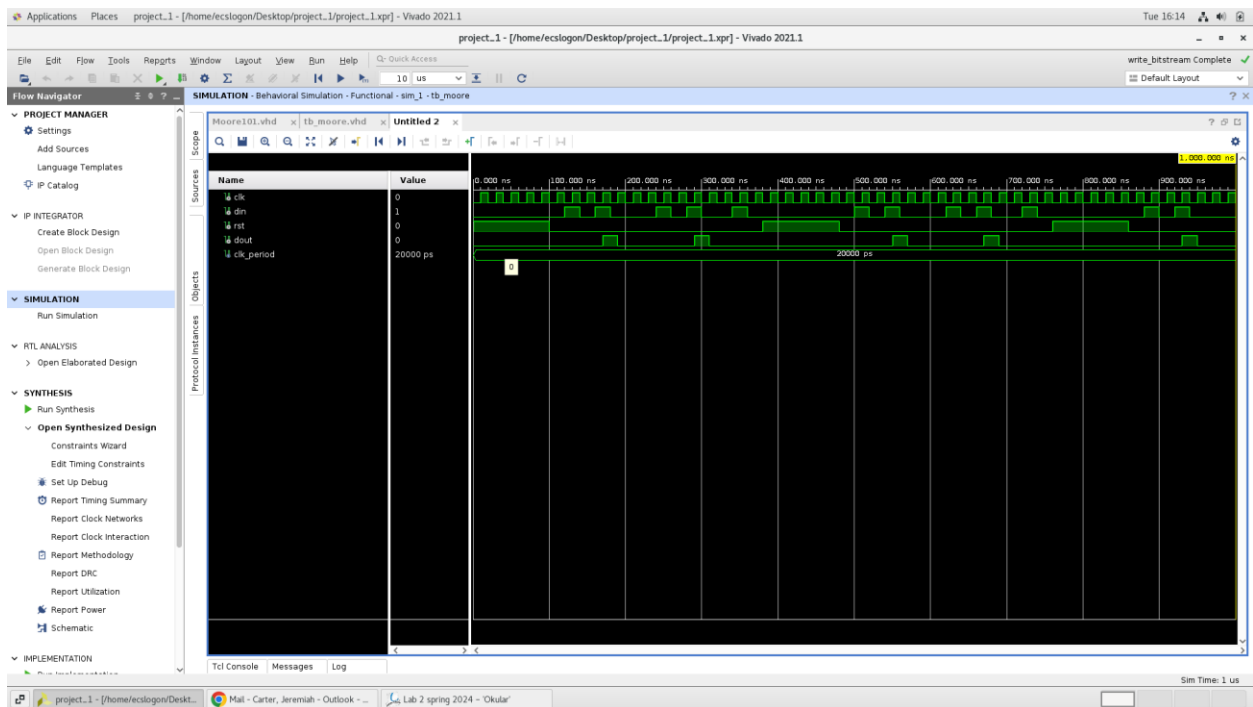 Applications Places project_1 - [/home/ecslogon/Desktop/project_1/project_1.xpr] - Vivado 2021.1 Tue 16:14
project_1 - [/home/ecslogon/Desktop/project_1/project_1.xpr] - Vivado 2021.1
File Edit Flow Tools Reports Window Layout View Run Help Quick Access write_bitstream Complete
10 us Default Layout
Flow Navigator SIMULATION - Behavioral Simulation - Functional - sim_1 - tb_moore
PROJECT MANAGER
Settings
Add Sources
Language Templates
IP Catalog
IP INTEGRATOR
Create Block Design
Open Block Design
Generate Block Design
SIMULATION
Run Simulation
RTL ANALYSIS
Open Elaborated Design
SYNTHESIS
Run Synthesis
Open Synthesized Design
Constraints Wizard
Edit Timing Constraints
Set Up Debug
Report Timing Summary
Report Clock Networks
Report Clock Interaction
Report Methodology
Report DRC
Report Utilization
Report Power
Schematic
IMPLEMENTATION
Scope
Sources
Objects
Protocol Instances
Moore101.vhd tb_moore.vhd Untitled 2
1,000.000 ns
Name Value 0.000 ns 100.000 ns 200.000 ns 300.000 ns 400.000 ns 500.000 ns 600.000 ns 700.000 ns 800.000 ns 900.000 ns
clk 0
din 1
rst 0
dout 0
clk_period 20000 ps 20000 ps
0
Tcl Console Messages Log
Sim Time: 1 us
project_1 - [/home/ecslogon/Deskt... Mail - Carter, Jeremiah - Outlook - ... Lab 2 spring 2024 – 'Okular'